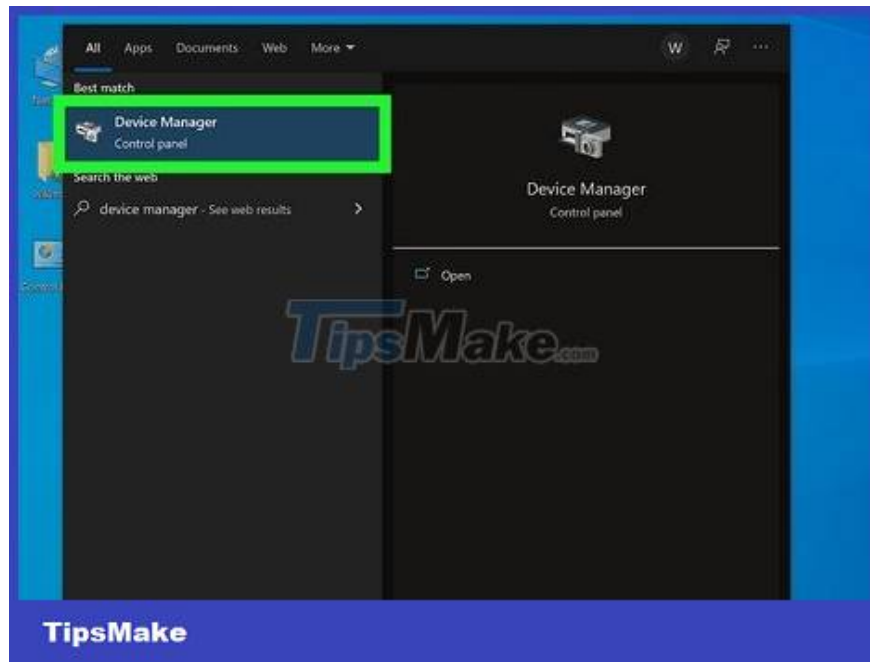 All Apps Documents Web More W
Best match
Device Manager
Control panel
Search the web
device manager - See web results
Device Manager
Control panel
Open
TipsMake.com
TipsMake